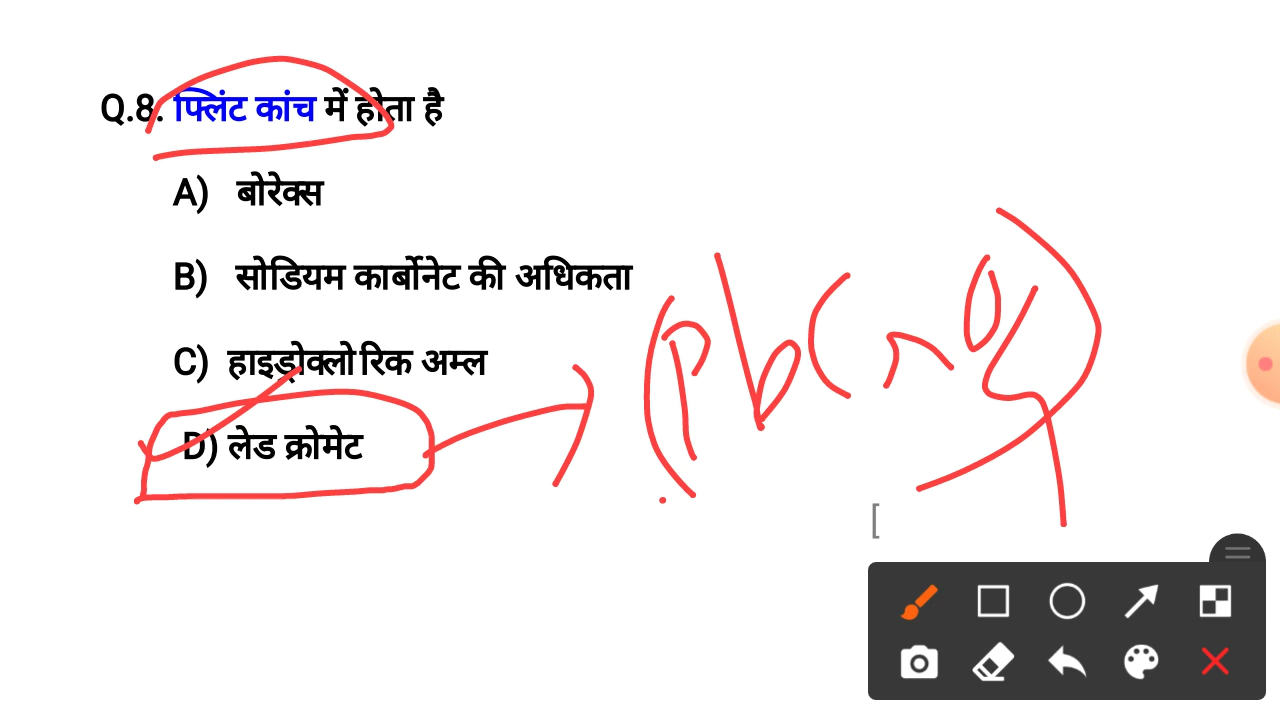 Q.8. फ्लिंट कांच में होता है
A) बोरेक्स
B) सोडियम कार्बोनेट की अधिकता
C) हाइड्रोक्लोरिक अम्ल
D) लेड क्रोमेट
(PbCrO4)
[